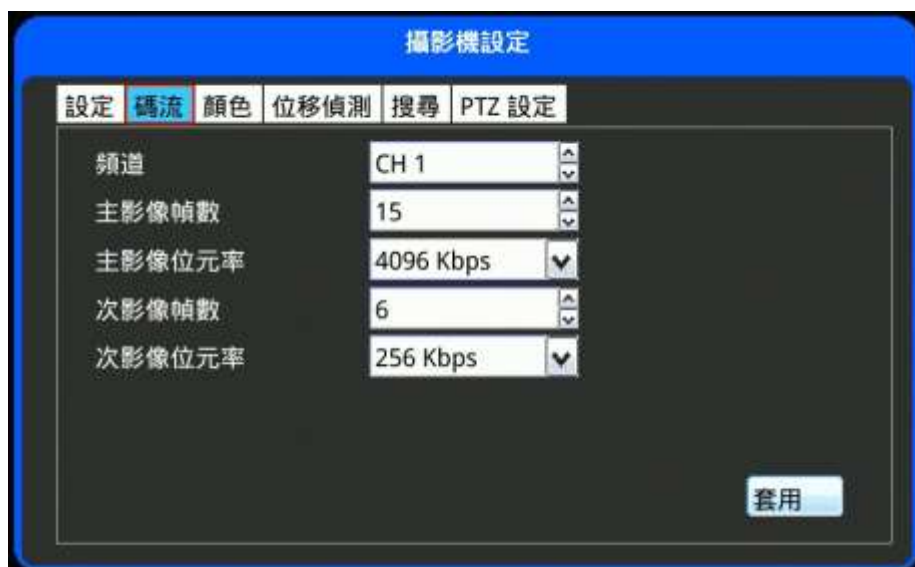 攝影機設定
設定 碼流 顏色 位移偵測 搜尋 PTZ 設定
頻道 CH 1
主影像幀數 15
主影像位元率 4096 Kbps
次影像幀數 6
次影像位元率 256 Kbps
套用